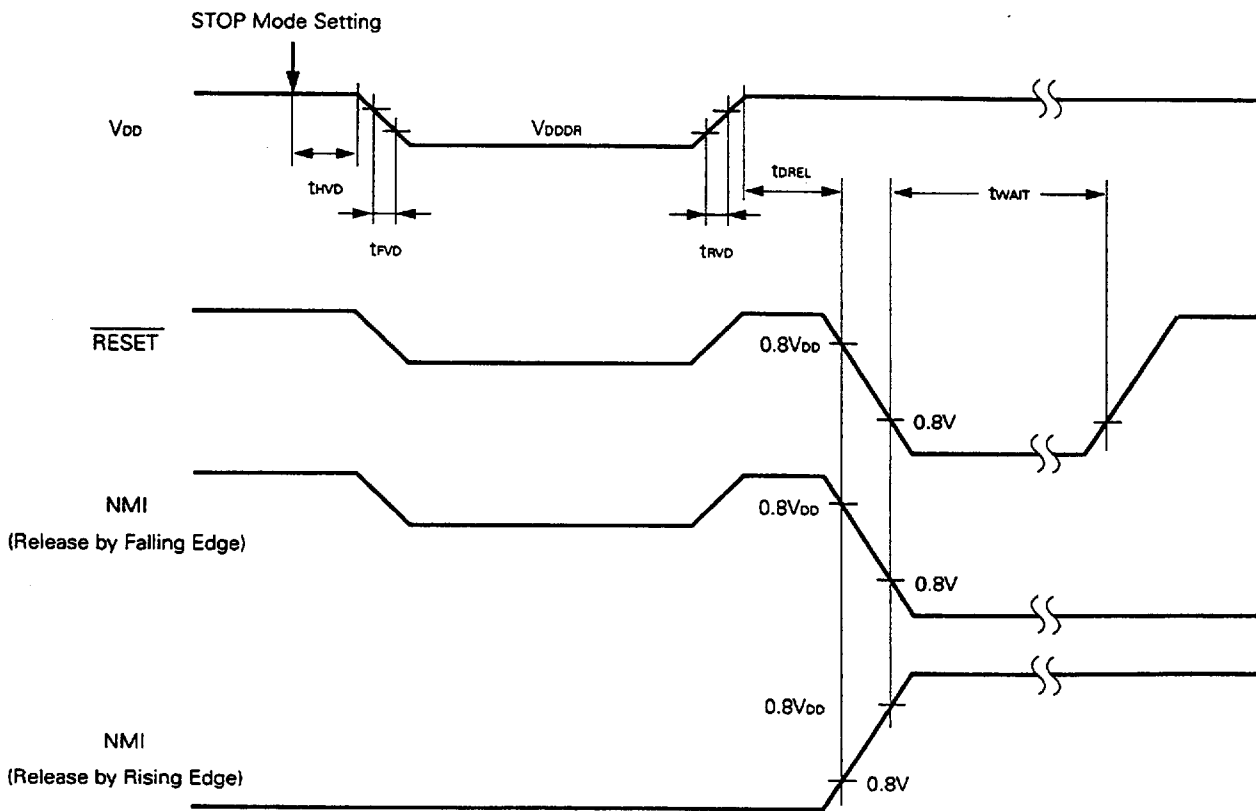 STOP Mode Setting
VDD
VDDDR
tHVD
tFVD
tRVD
tDREL
tWAIT
RESET
0.8VDD
0.8V
NMI
(Release by Falling Edge)
0.8VDD
0.8V
NMI
(Release by Rising Edge)
0.8VDD
0.8V